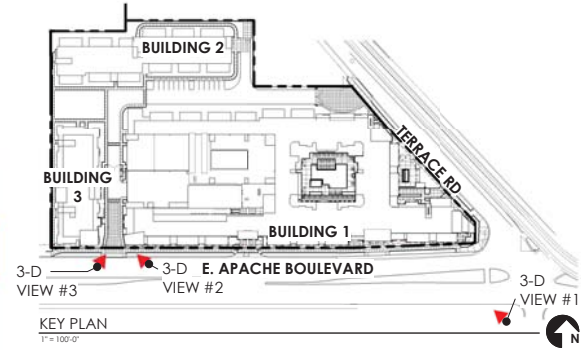 BUILDING 2
TERRACE RD
BUILDING
3
BUILDING 1
3-D
VIEW #3
3-D
VIEW #2
E. APACHE BOULEVARD
3-D
VIEW #1
KEY PLAN
1" = 100'-0"
N